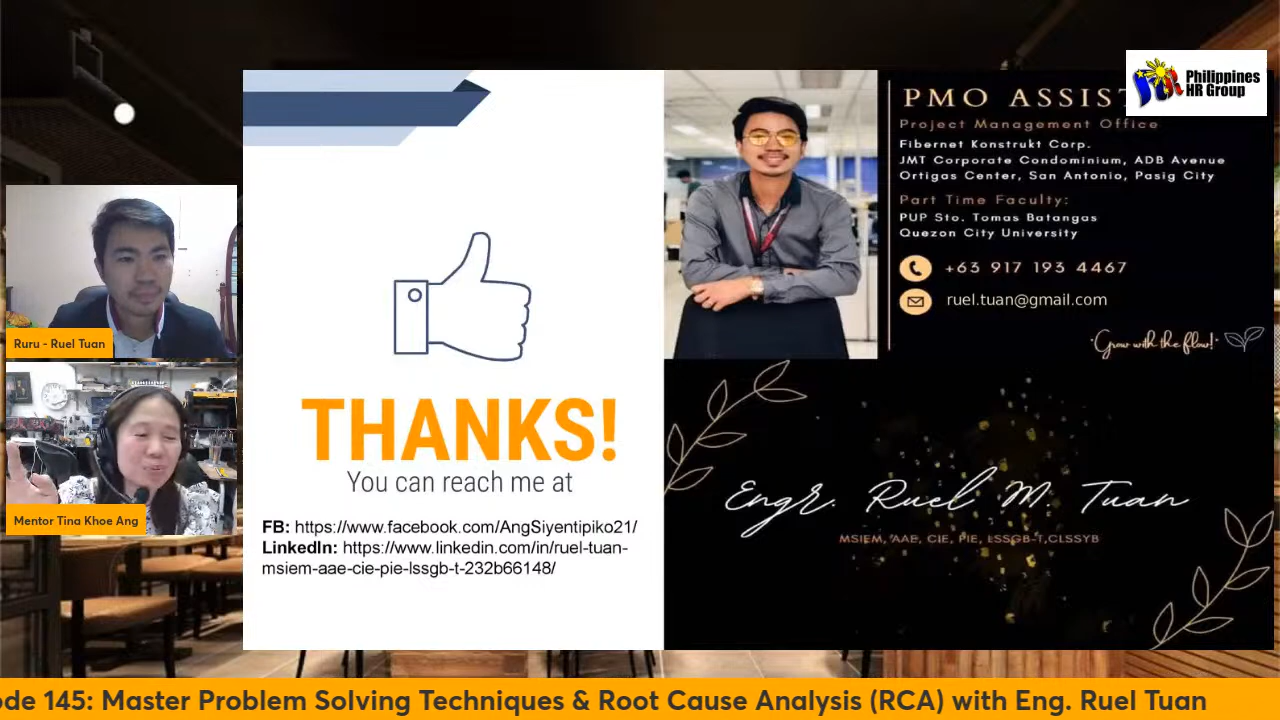 Philippines
HR Group
PMO ASSIST
Project Management Office
Fibernet Konstrukt Corp.
JMT Corporate Condominium, ADB Avenue
Ortigas Center, San Antonio, Pasig City
Part Time Faculty:
PUP Sto. Tomas Batangas
Quezon City University
+63 917 193 4467
ruel.tuan@gmail.com
"Grow with the flow!"
Ruru - Ruel Tuan
Mentor Tina Khoe Ang
THANKS!
You can reach me at
FB: https://www.facebook.com/AngSiyentipiko21/
LinkedIn: https://www.linkedin.com/in/ruel-tuan-
msiem-aae-cie-pie-lssgb-t-232b66148/
Engr. Ruel M. Tuan
MSIEM, AAE, CIE, PIE, LSSGB-T,CLSSYB
ode 145: Master Problem Solving Techniques & Root Cause Analysis (RCA) with Eng. Ruel Tuan